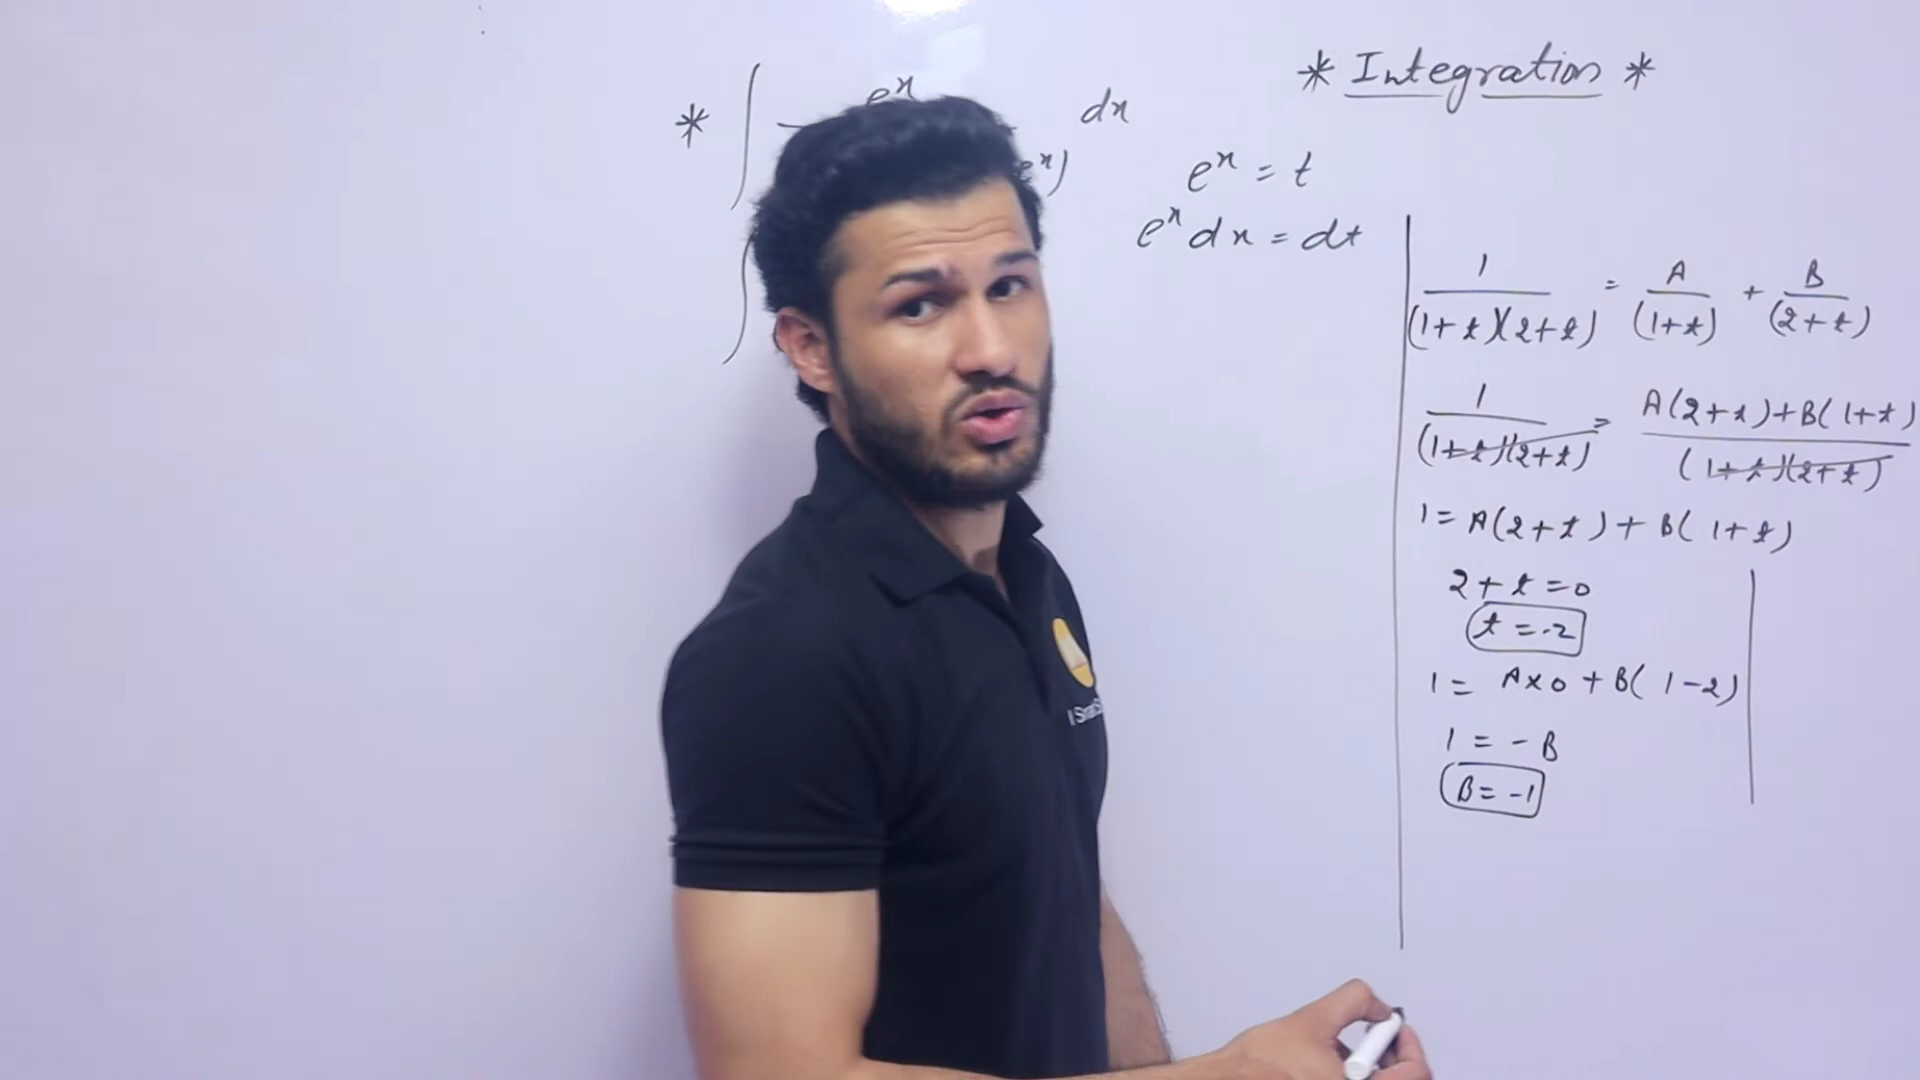 * Integration *
* ∫ eˣ dx
eˣ)
eˣ = t
eˣ dx = dt
∫
1/((1+t)(2+t)) = A/(1+t) + B/(2+t)
1/((1+t)(2+t)) = (A(2+t)+B(1+t))/((1+t)(2+t))
1 = A(2+t) + B(1+t)
2+t=0
t=-2
1 = A×0 + B(1-2)
1 = -B
B = -1